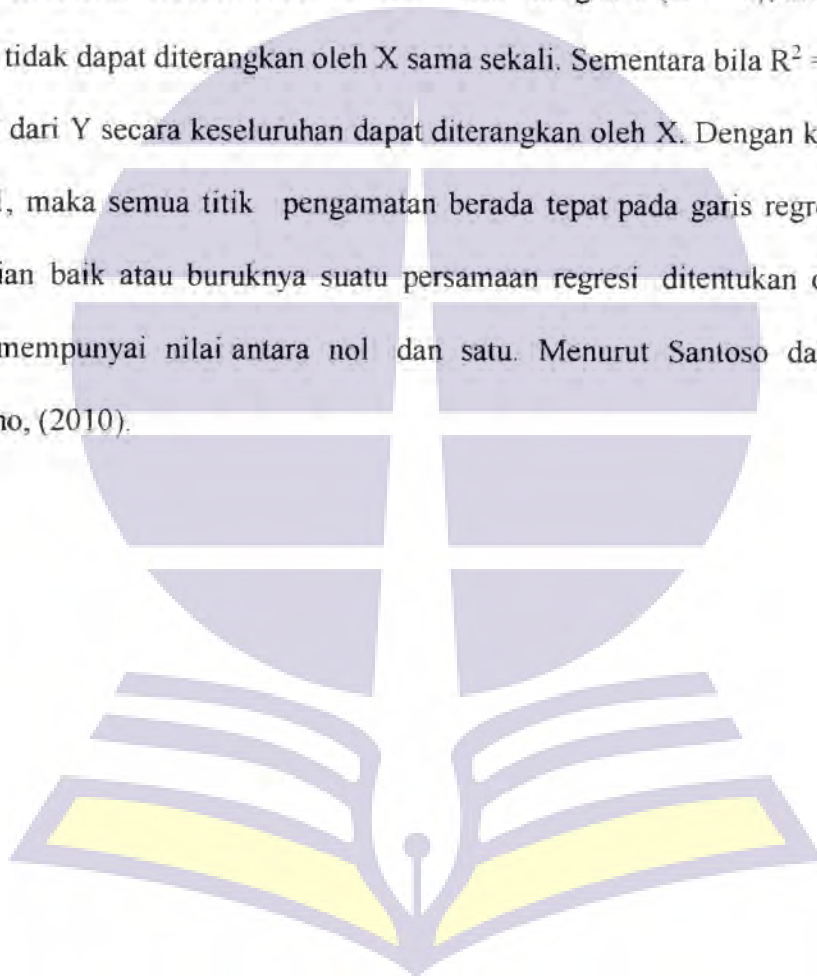 tidak dapat diterangkan oleh X sama sekali. Sementara bila R² =
dari Y secara keseluruhan dapat diterangkan oleh X. Dengan k
, maka semua titik pengamatan berada tepat pada garis regr
ian baik atau buruknya suatu persamaan regresi ditentukan
mempunyai nilai antara nol dan satu. Menurut Santoso da
no, (2010).